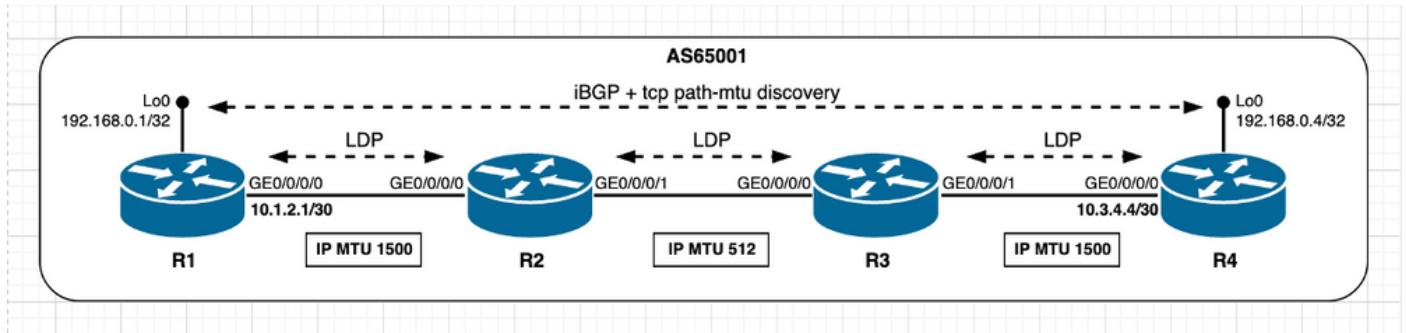 AS65001
iBGP + tcp path-mtu discovery
Lo0
192.168.0.1/32
Lo0
192.168.0.4/32
LDP
LDP
LDP
GE0/0/0/0
GE0/0/0/0
GE0/0/0/1
GE0/0/0/0
GE0/0/0/1
GE0/0/0/0
10.1.2.1/30
10.3.4.4/30
R1
IP MTU 1500
R2
IP MTU 512
R3
IP MTU 1500
R4